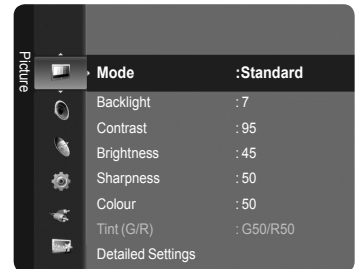 Picture
Mode :Standard
Backlight : 7
Contrast : 95
Brightness : 45
Sharpness : 50
Colour : 50
Tint (G/R) : G50/R50
Detailed Settings